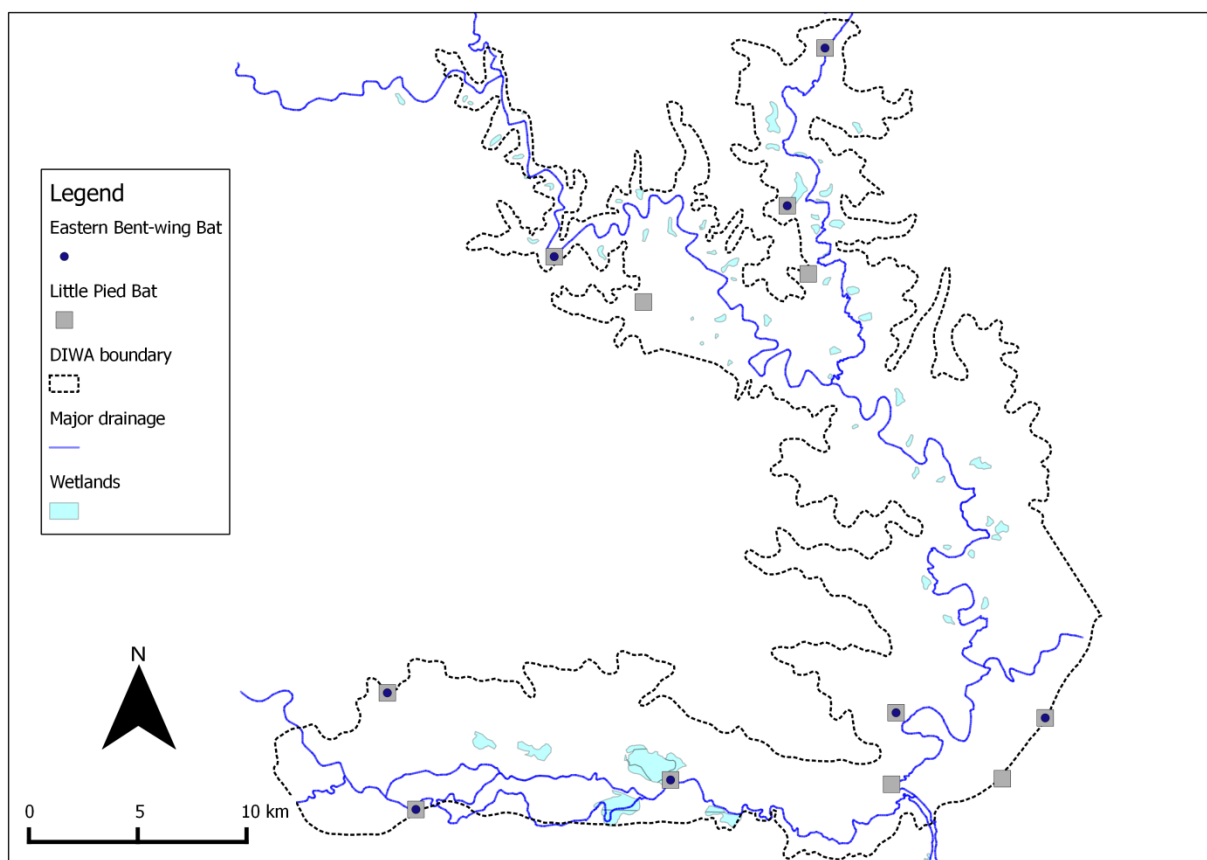 Legend
Eastern Bent-wing Bat
Little Pied Bat
DIWA boundary
Major drainage
Wetlands
N
0 5 10 km